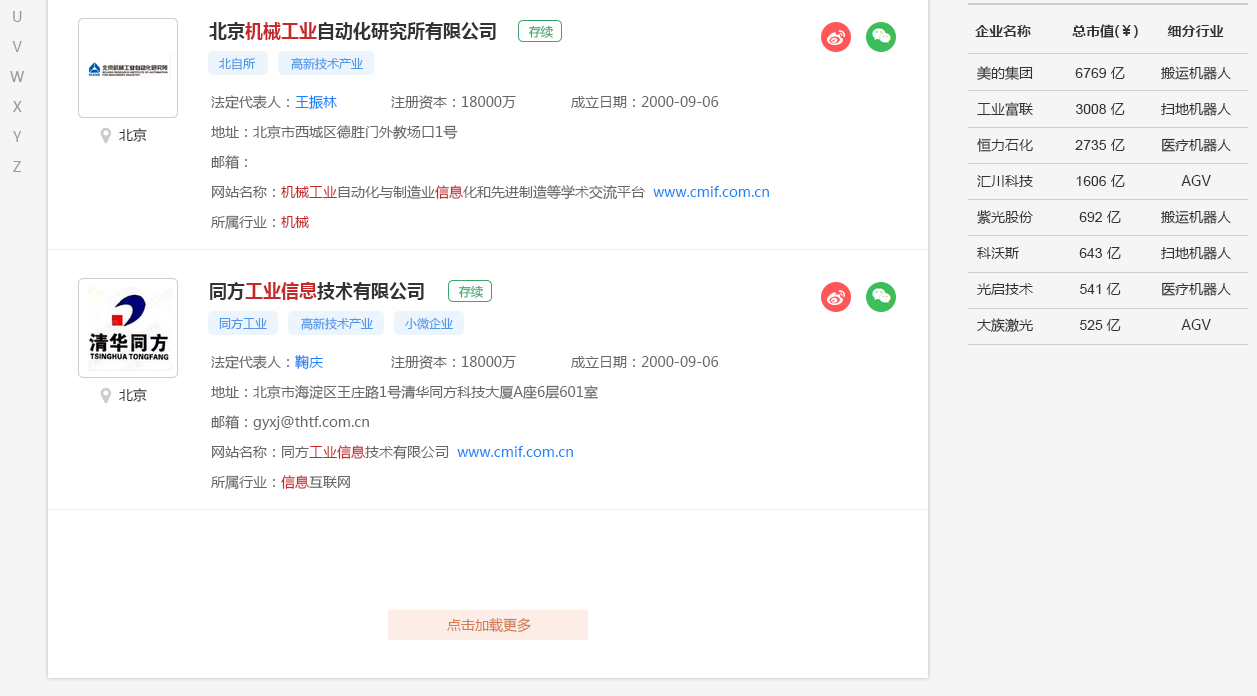 U
V
W
X
Y
Z
北京机械工业自动化研究所有限公司 存续
北自所 高新技术产业
法定代表人：王振林 注册资本：18000万 成立日期：2000-09-06
地址：北京市西城区德胜门外教场口1号
邮箱：
网站名称：机械工业自动化与制造业信息化和先进制造等学术交流平台 www.cmif.com.cn
所属行业：机械
北京机械工业自动化研究所
北京
同方工业信息技术有限公司 存续
同方工业 高新技术产业 小微企业
法定代表人：鞠庆 注册资本：18000万 成立日期：2000-09-06
地址：北京市海淀区王庄路1号清华同方科技大厦A座6层601室
邮箱：gyxj@thtf.com.cn
网站名称：同方工业信息技术有限公司 www.cmif.com.cn
所属行业：信息互联网
清华同方
TSINGHUA TONGFANG
北京
点击加载更多
企业名称 总市值(¥) 细分行业
美的集团 6769 亿 搬运机器人
工业富联 3008 亿 扫地机器人
恒力石化 2735 亿 医疗机器人
汇川科技 1606 亿 AGV
紫光股份 692 亿 搬运机器人
科沃斯 643 亿 扫地机器人
光启技术 541 亿 医疗机器人
大族激光 525 亿 AGV